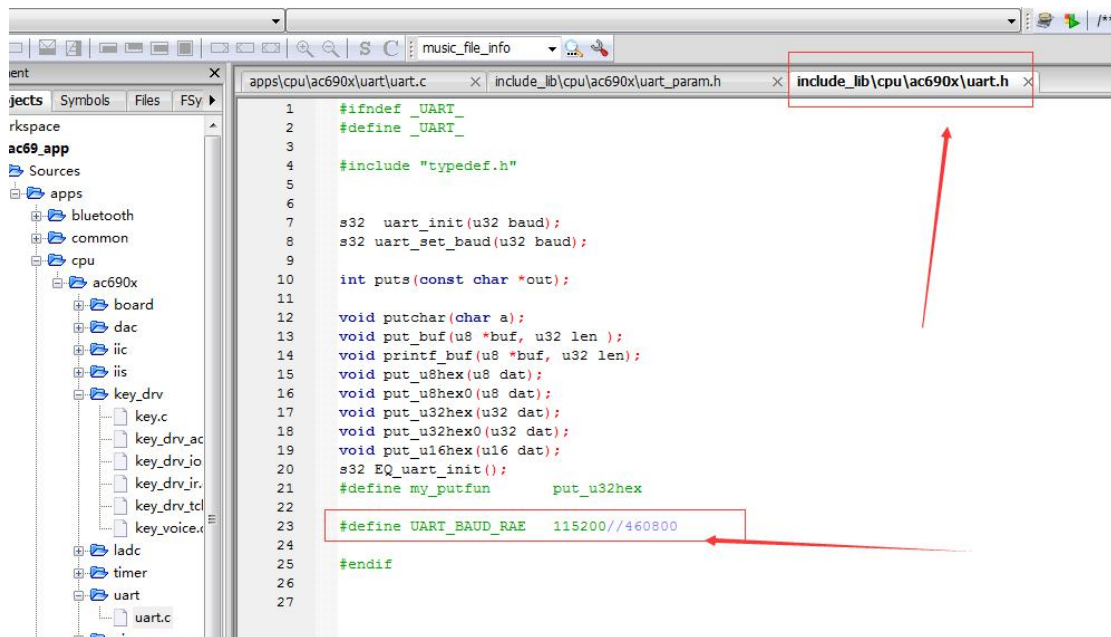 /**
music_file_info
ent
ojects Symbols Files FSy
rkspace
ac69_app
Sources
apps
bluetooth
common
cpu
ac690x
board
dac
iic
iis
key_drv
key.c
key_drv_ac
key_drv_io
key_drv_ir.
key_drv_tcl
key_voice.c
ladc
timer
uart
uart.c
apps\cpu\ac690x\uart\uart.c include_lib\cpu\ac690x\uart_param.h include_lib\cpu\ac690x\uart.h
1 #ifndef _UART_
2 #define _UART_
3
4 #include "typedef.h"
5
6
7 s32  uart_init(u32 baud);
8 s32 uart_set_baud(u32 baud);
9
10 int puts(const char *out);
11
12 void putchar(char a);
13 void put_buf(u8 *buf, u32 len );
14 void printf_buf(u8 *buf, u32 len);
15 void put_u8hex(u8 dat);
16 void put_u8hex0(u8 dat);
17 void put_u32hex(u32 dat);
18 void put_u32hex0(u32 dat);
19 void put_u16hex(u16 dat);
20 s32 EQ_uart_init();
21 #define my_putfun      put_u32hex
22
23 #define UART_BAUD_RAE   115200//460800
24
25 #endif
26
27